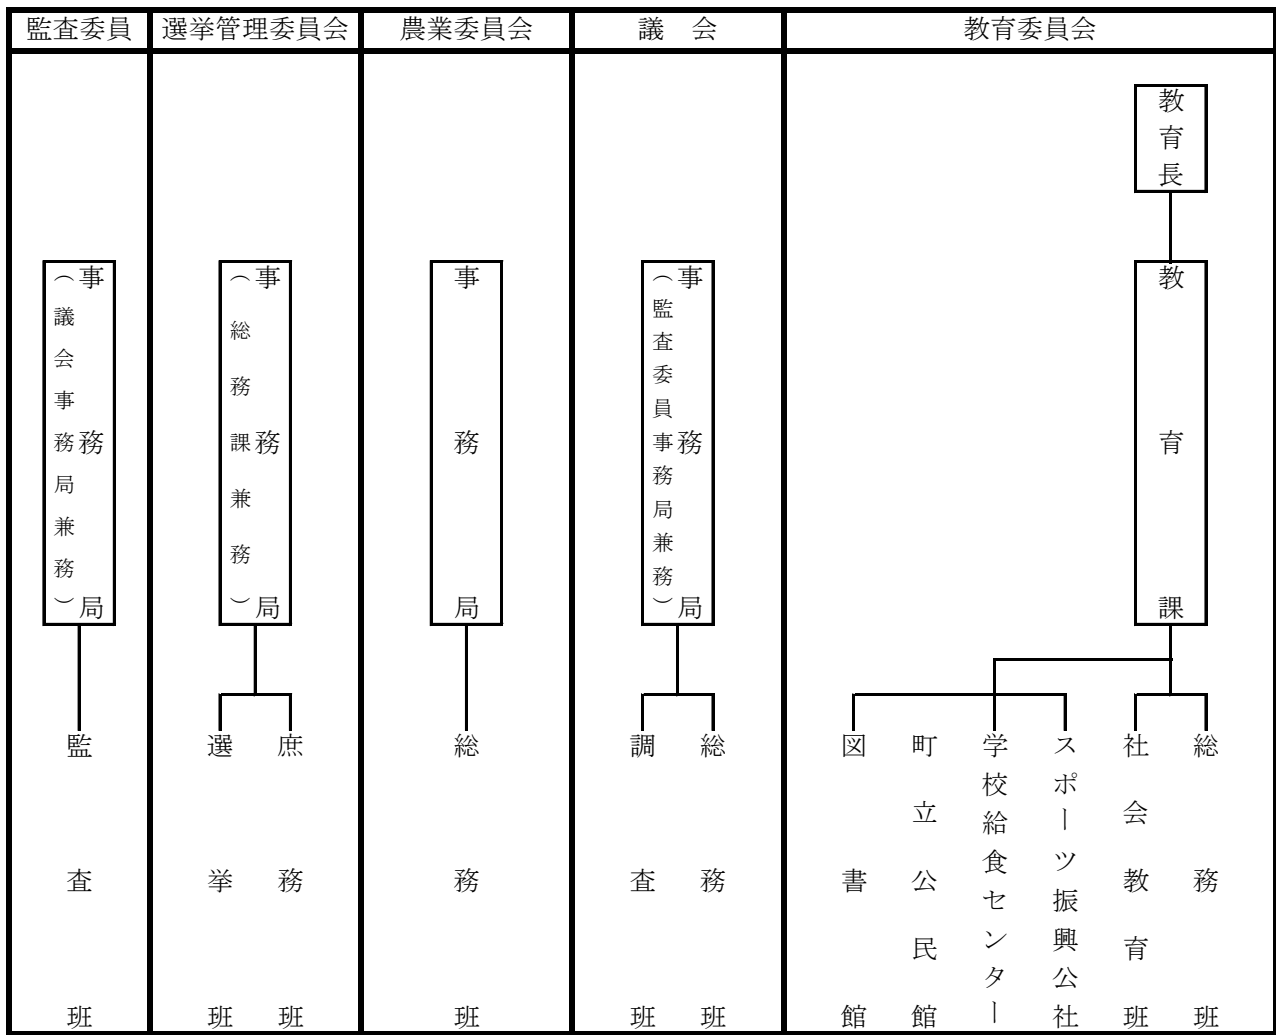 監査委員
選挙管理委員会
農業委員会
議　会
教育委員会
教育長
教育課
総務班
社会教育班
スポーツ振興公社
学校給食センター
町立公民館
図書館
事務局
（監査委員事務局兼務）
総務班
調査班
事務局
総務班
事務局
（総務課兼務）
庶務班
選挙班
事務局
（議会事務局兼務）
監査班